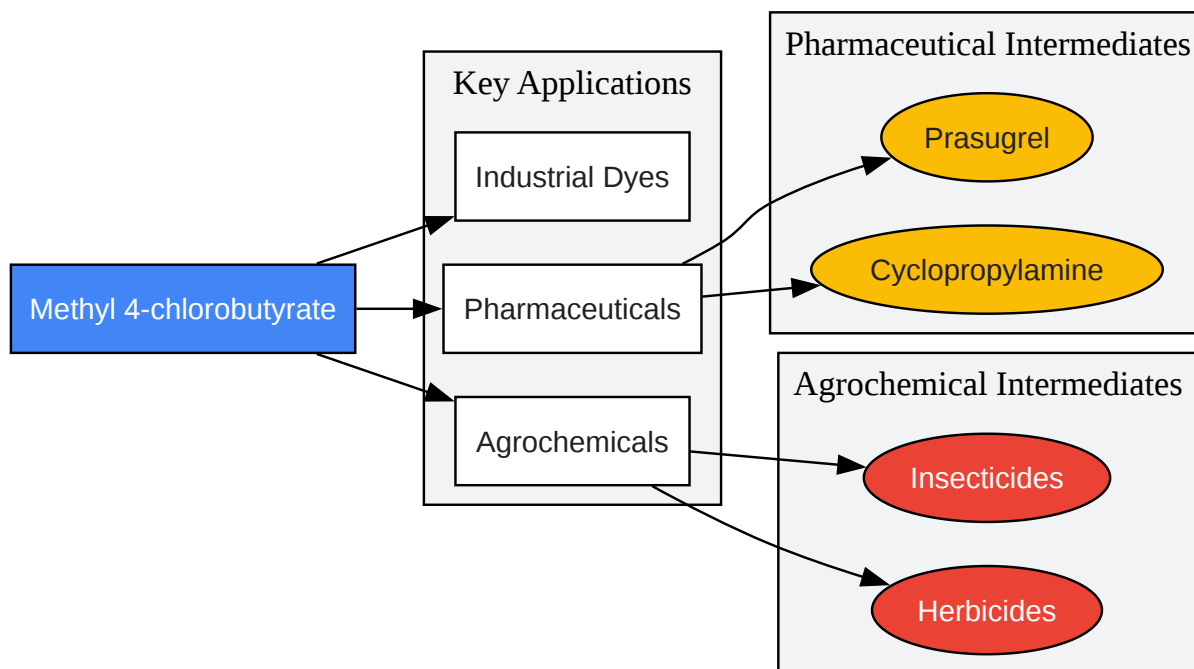 Methyl 4-chlorobutyrate
Key Applications
Industrial Dyes
Pharmaceuticals
Agrochemicals
Pharmaceutical Intermediates
Prasugrel
Cyclopropylamine
Agrochemical Intermediates
Insecticides
Herbicides